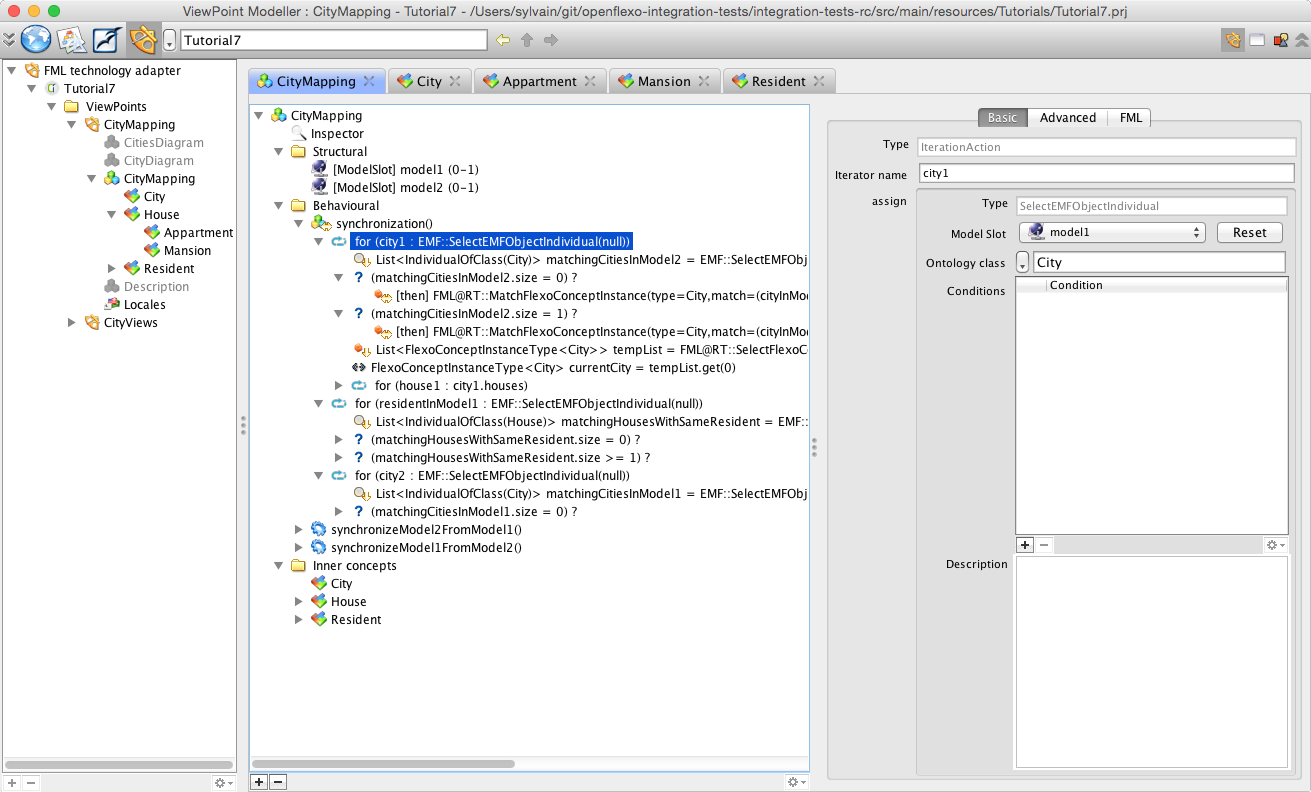 ViewPoint Modeller : CityMapping - Tutorial7 - /Users/sylvain/git/openflexo-integration-tests/integration-tests-rc/src/main/resources/Tutorials/Tutorial7.prj
Tutorial7
FML technology adapter
Tutorial7
ViewPoints
CityMapping
CitiesDiagram
CityDiagram
CityMapping
City
House
Appartment
Mansion
Resident
Description
Locales
CityViews
CityMapping
City
Appartment
Mansion
Resident
CityMapping
Inspector
Structural
[ModelSlot] model1 (0-1)
[ModelSlot] model2 (0-1)
Behavioural
synchronization()
for (city1 : EMF::SelectEMFObjectIndividual(null))
List<IndividualOfClass(City)> matchingCitiesInModel2 = EMF::SelectEMFObj
? (matchingCitiesInModel2.size = 0) ?
[then] FML@RT::MatchFlexoConceptInstance(type=City,match=(cityInMo
? (matchingCitiesInModel2.size = 1) ?
[then] FML@RT::MatchFlexoConceptInstance(type=City,match=(cityInMo
List<FlexoConceptInstanceType<City>> tempList = FML@RT::SelectFlexoC
FlexoConceptInstanceType<City> currentCity = tempList.get(0)
for (house1 : city1.houses)
for (residentInModel1 : EMF::SelectEMFObjectIndividual(null))
List<IndividualOfClass(House)> matchingHousesWithSameResident = EMF::
? (matchingHousesWithSameResident.size = 0) ?
? (matchingHousesWithSameResident.size >= 1) ?
for (city2 : EMF::SelectEMFObjectIndividual(null))
List<IndividualOfClass(City)> matchingCitiesInModel1 = EMF::SelectEMFObj
? (matchingCitiesInModel1.size = 0) ?
synchronizeModel2FromModel1()
synchronizeModel1FromModel2()
Inner concepts
City
House
Resident
Basic Advanced FML
Type IterationAction
Iterator name city1
assign Type SelectEMFObjectIndividual
Model Slot model1 Reset
Ontology class City
Conditions Condition
Description